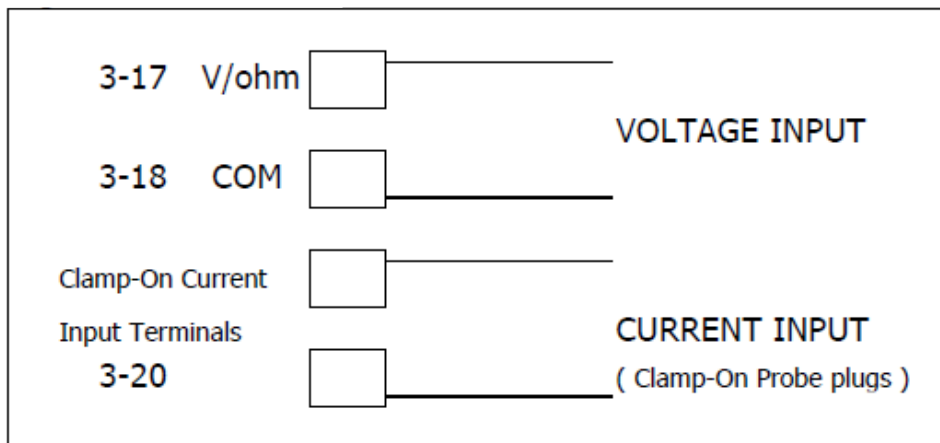 3-17 V/ohm
VOLTAGE INPUT
3-18 COM
Clamp-On Current
Input Terminals
3-20
CURRENT INPUT
( Clamp-On Probe plugs )